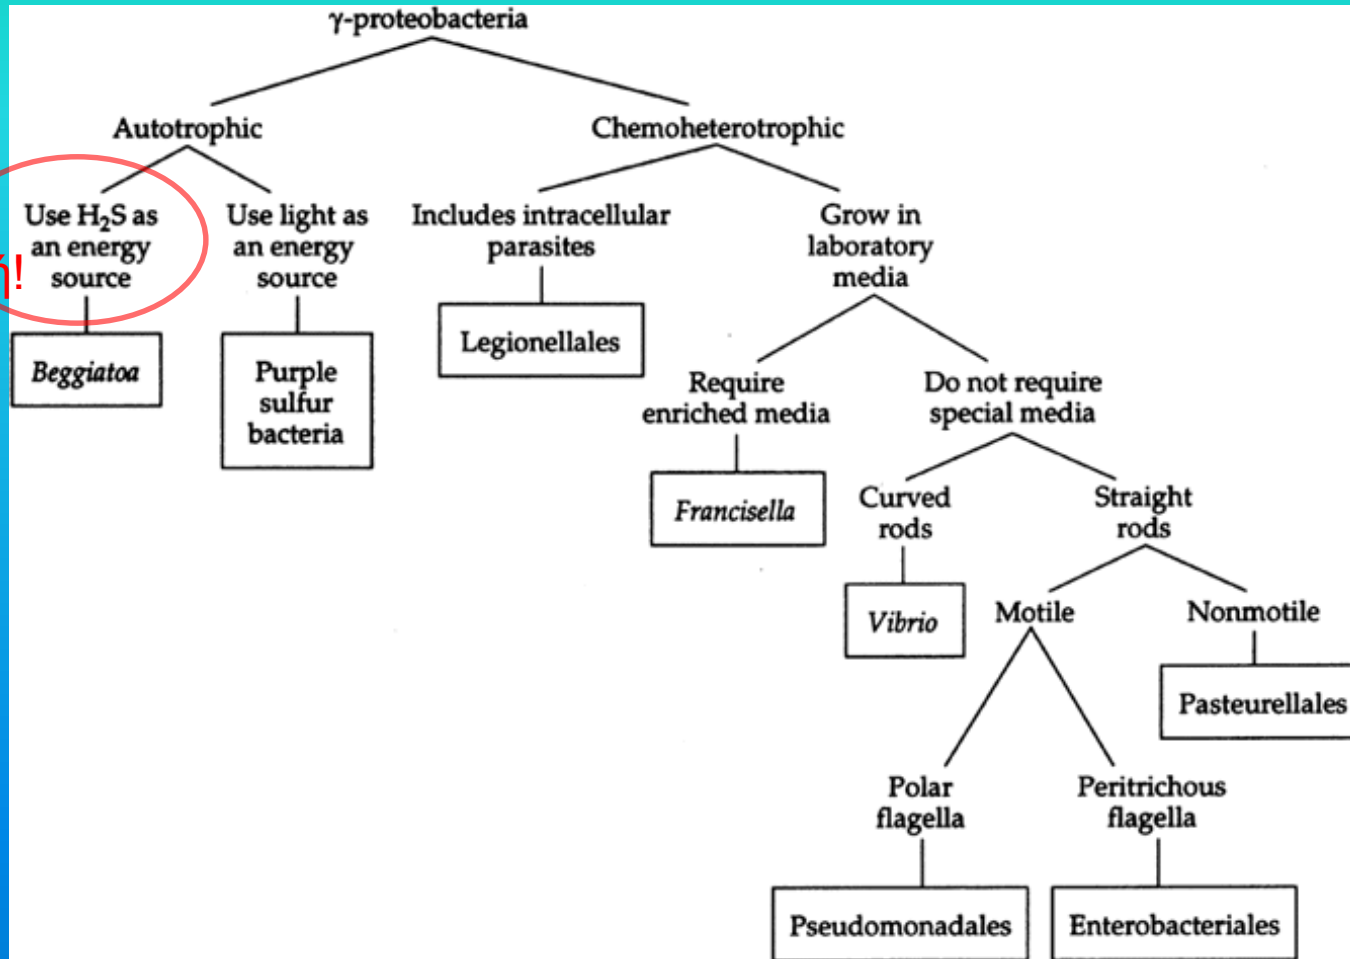 γ-proteobacteria
Autotrophic
Chemoheterotrophic
Use H₂S as
an energy
source
Use light as
an energy
source
Includes intracellular
parasites
Grow in
laboratory
media
Beggiatoa
Purple
sulfur
bacteria
Legionellales
Require
enriched media
Do not require
special media
Francisella
Curved
rods
Straight
rods
Vibrio
Motile
Nonmotile
Pasteurellales
Polar
flagella
Peritrichous
flagella
Pseudomonadales
Enterobacteriales